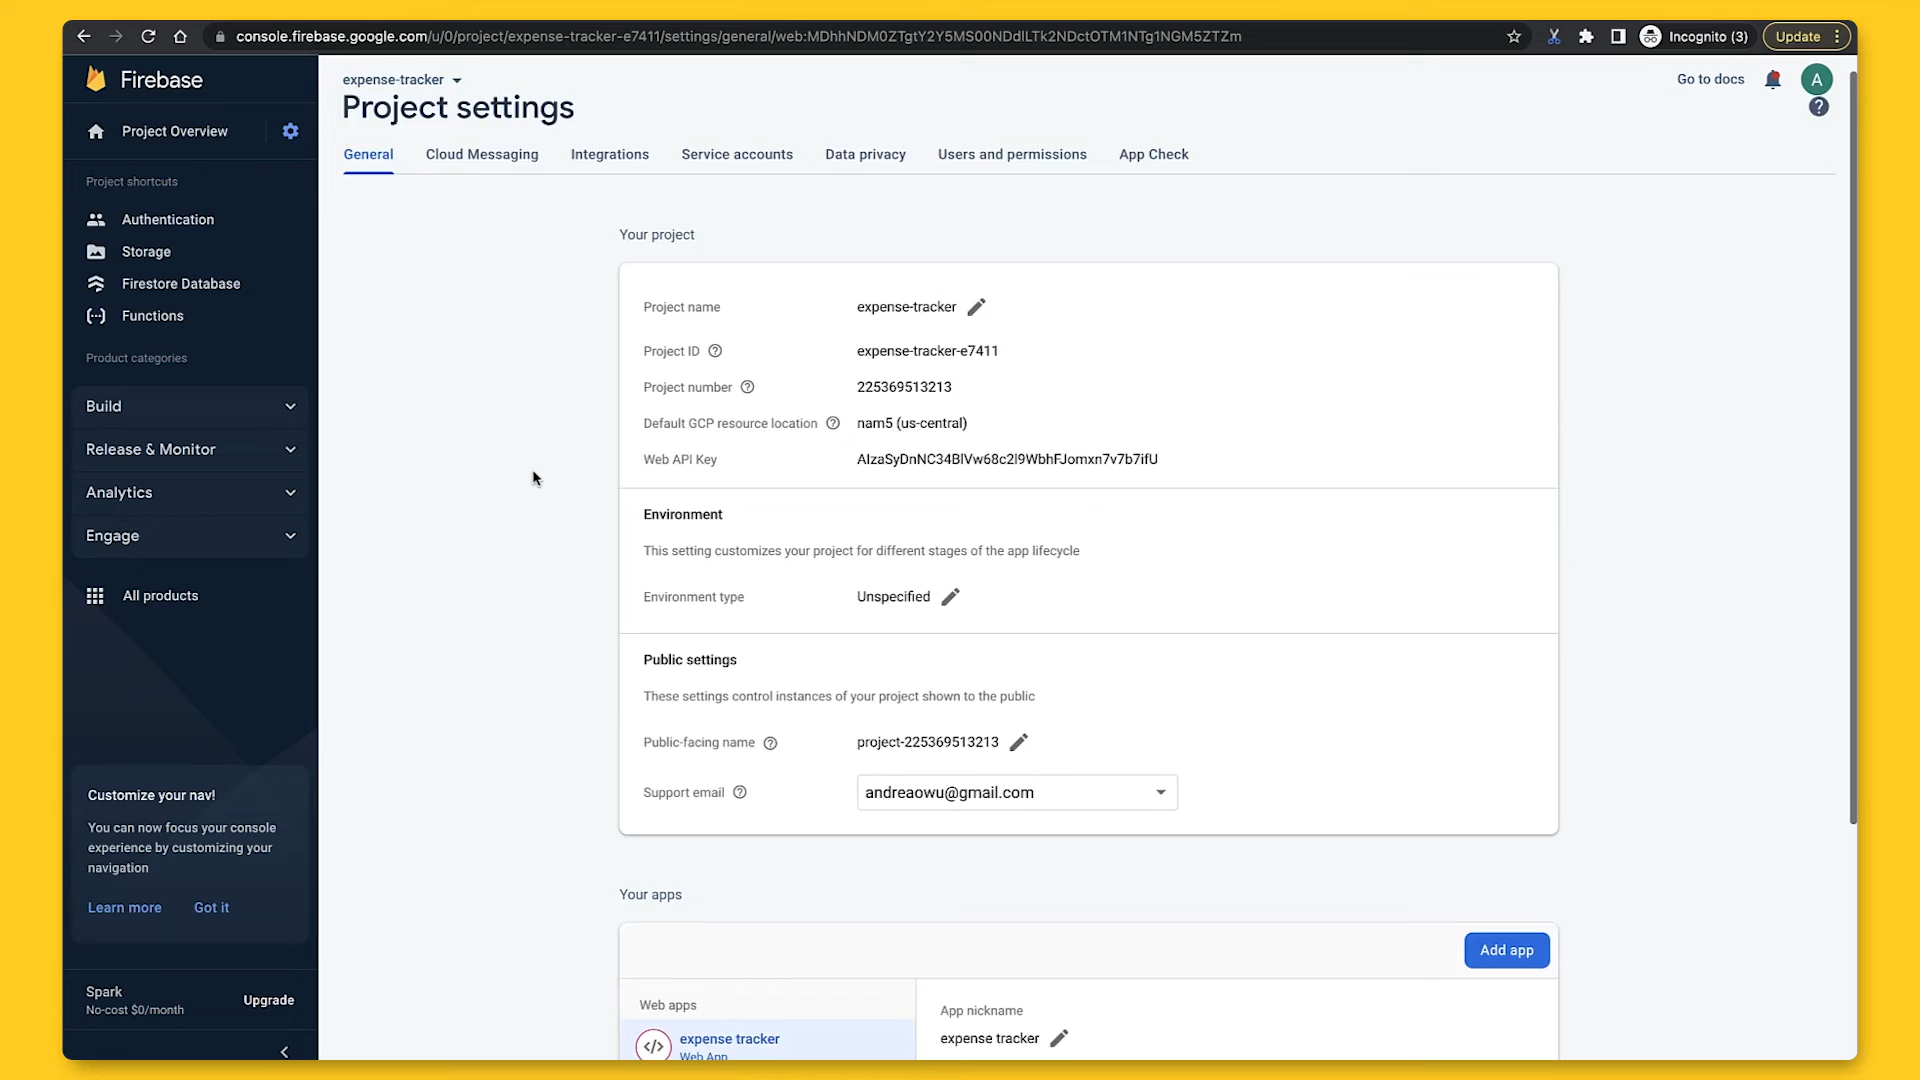 console.firebase.google.com/u/0/project/expense-tracker-e7411/settings/general/web:MDhhNDM0ZTgtY2Y5MS00NDdlLTk2NDctOTM1NTg1NGM5ZTZm
Incognito (3)
Update
Firebase
expense-tracker
Go to docs
A
Project settings
Project Overview
General
Cloud Messaging
Integrations
Service accounts
Data privacy
Users and permissions
App Check
Project shortcuts
Authentication
Storage
Firestore Database
Functions
Product categories
Build
Release & Monitor
Analytics
Engage
All products
Customize your nav!
You can now focus your console
experience by customizing your
navigation
Learn more
Got it
Spark
No-cost $0/month
Upgrade
Your project
Project name
expense-tracker
Project ID
expense-tracker-e7411
Project number
225369513213
Default GCP resource location
nam5 (us-central)
Web API Key
AIzaSyDnNC34BlVw68c2l9WbhFJomxn7v7b7ifU
Environment
This setting customizes your project for different stages of the app lifecycle
Environment type
Unspecified
Public settings
These settings control instances of your project shown to the public
Public-facing name
project-225369513213
Support email
andreaowu@gmail.com
Your apps
Add app
Web apps
expense tracker
Web App
App nickname
expense tracker